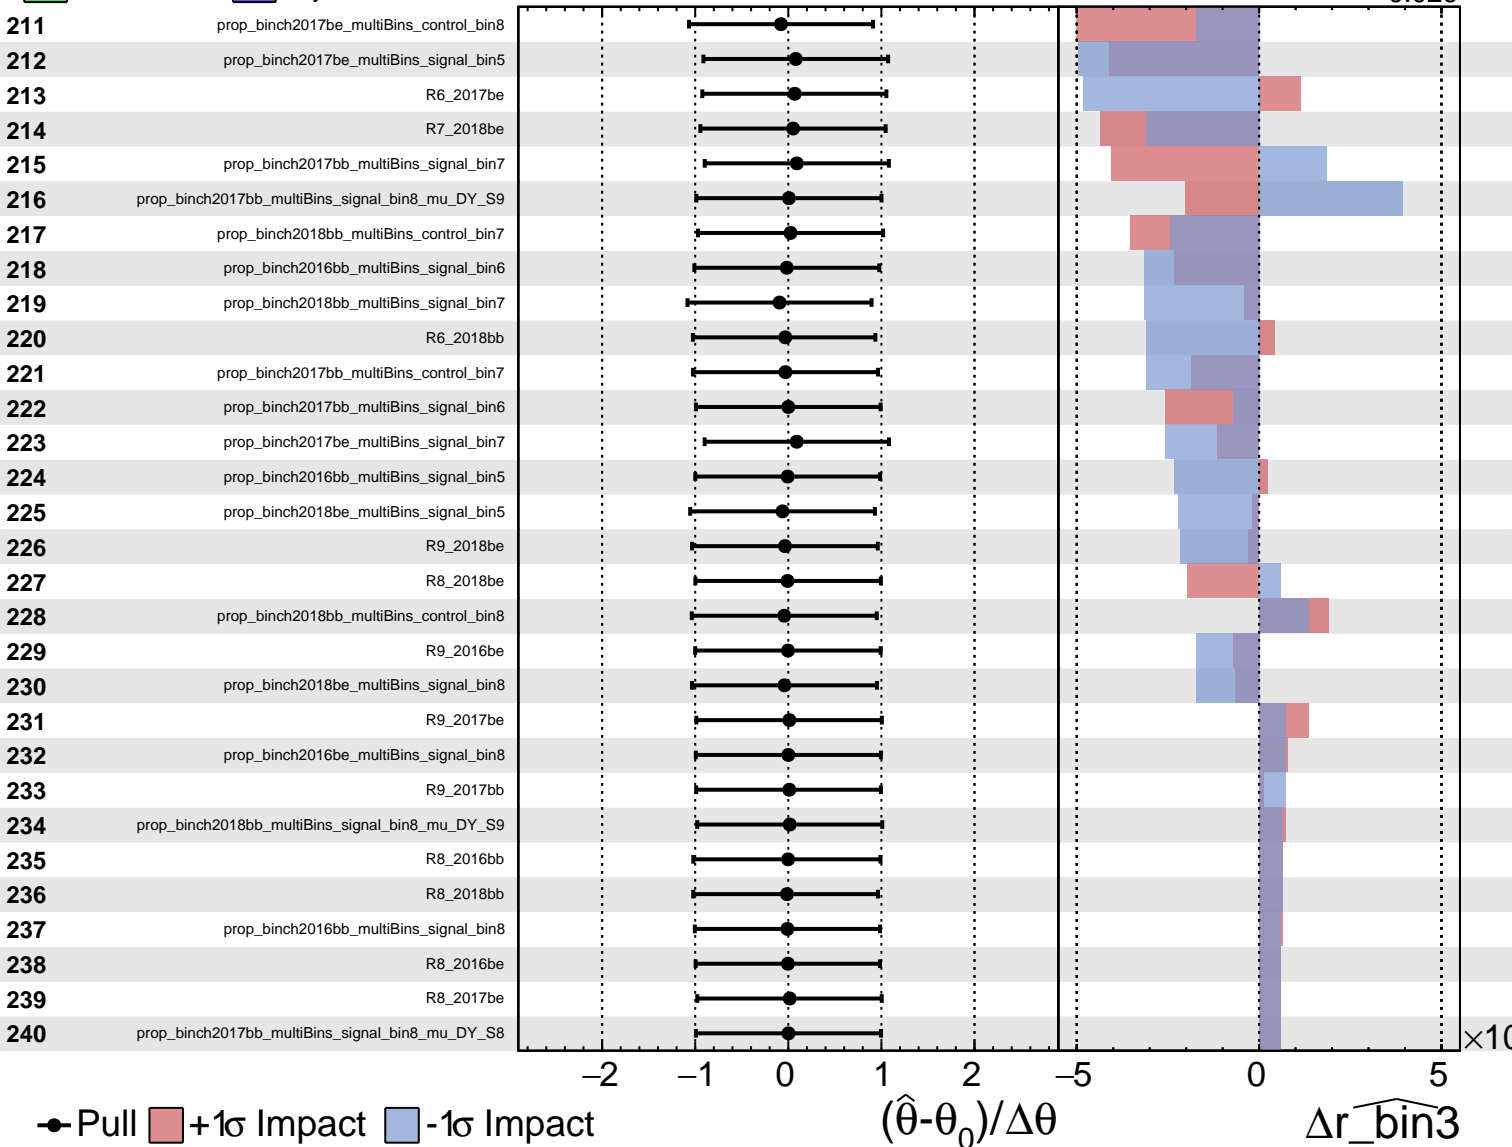 211 prop_binch2017be_multiBins_control_bin8
212 prop_binch2017be_multiBins_signal_bin5
213 R6_2017be
214 R7_2018be
215 prop_binch2017bb_multiBins_signal_bin7
216 prop_binch2017bb_multiBins_signal_bin8_mu_DY_S9
217 prop_binch2018bb_multiBins_control_bin7
218 prop_binch2016bb_multiBins_signal_bin6
219 prop_binch2018bb_multiBins_signal_bin7
220 R6_2018bb
221 prop_binch2017bb_multiBins_control_bin7
222 prop_binch2017bb_multiBins_signal_bin6
223 prop_binch2017be_multiBins_signal_bin7
224 prop_binch2016bb_multiBins_signal_bin5
225 prop_binch2018be_multiBins_signal_bin5
226 R9_2018be
227 R8_2018be
228 prop_binch2018bb_multiBins_control_bin8
229 R9_2016be
230 prop_binch2018be_multiBins_signal_bin8
231 R9_2017be
232 prop_binch2016be_multiBins_signal_bin8
233 R9_2017bb
234 prop_binch2018bb_multiBins_signal_bin8_mu_DY_S9
235 R8_2016bb
236 R8_2018bb
237 prop_binch2016bb_multiBins_signal_bin8
238 R8_2016be
239 R8_2017be
240 prop_binch2017bb_multiBins_signal_bin8_mu_DY_S8
×10
−2 −1 0 1 2 −5 0 5
Pull +1σ Impact -1σ Impact (θ̂-θ₀)/Δθ Δr_bin3